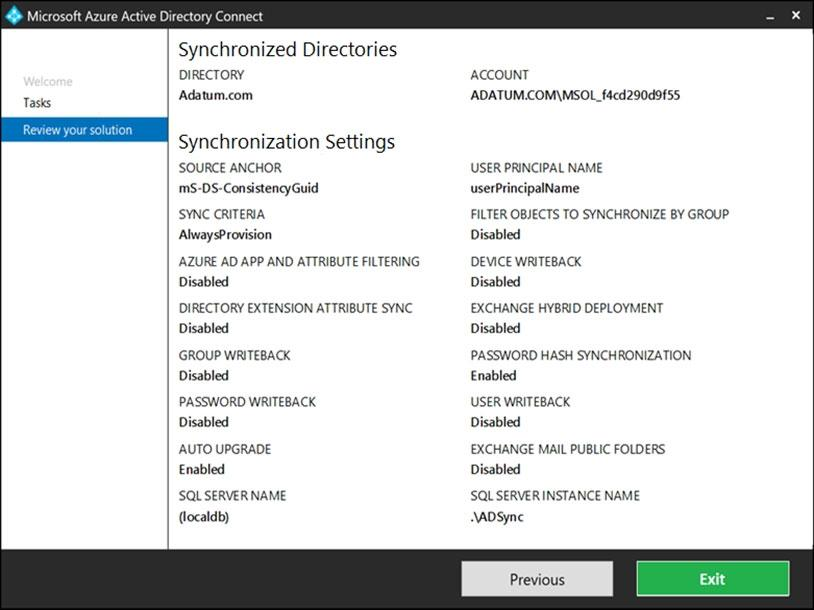 Microsoft Azure Active Directory Connect
Welcome
Tasks
Review your solution
Synchronized Directories
DIRECTORY
ACCOUNT
Adatum.com
ADATUM.COM\MSOL_f4cd290d9f55
Synchronization Settings
SOURCE ANCHOR
USER PRINCIPAL NAME
mS-DS-ConsistencyGuid
userPrincipalName
SYNC CRITERIA
FILTER OBJECTS TO SYNCHRONIZE BY GROUP
AlwaysProvision
Disabled
AZURE AD APP AND ATTRIBUTE FILTERING
DEVICE WRITEBACK
Disabled
Disabled
DIRECTORY EXTENSION ATTRIBUTE SYNC
EXCHANGE HYBRID DEPLOYMENT
Disabled
Disabled
GROUP WRITEBACK
PASSWORD HASH SYNCHRONIZATION
Disabled
Enabled
PASSWORD WRITEBACK
USER WRITEBACK
Disabled
Disabled
AUTO UPGRADE
EXCHANGE MAIL PUBLIC FOLDERS
Enabled
Disabled
SQL SERVER NAME
SQL SERVER INSTANCE NAME
(localdb)
.\ADSync
Previous
Exit